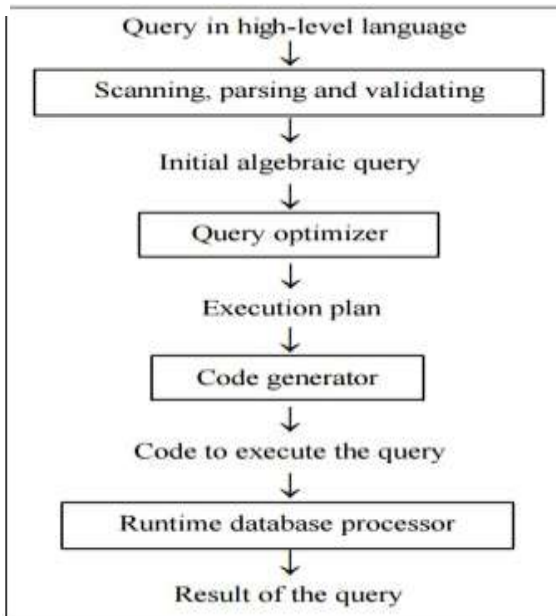 Query in high-level language
Scanning, parsing and validating
Initial algebraic query
Query optimizer
Execution plan
Code generator
Code to execute the query
Runtime database processor
Result of the query